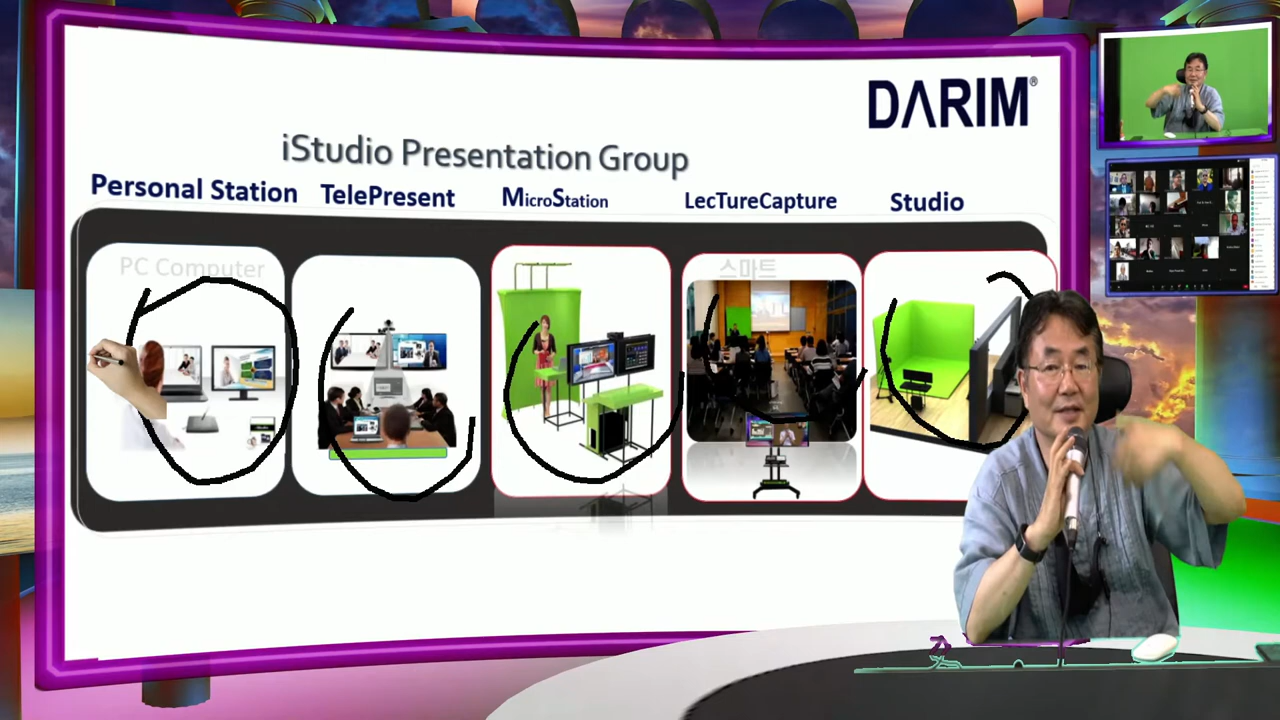 DARIM®
iStudio Presentation Group
Personal Station
TelePresent
MicroStation
LecTureCapture
Studio
PC Computer
스마트